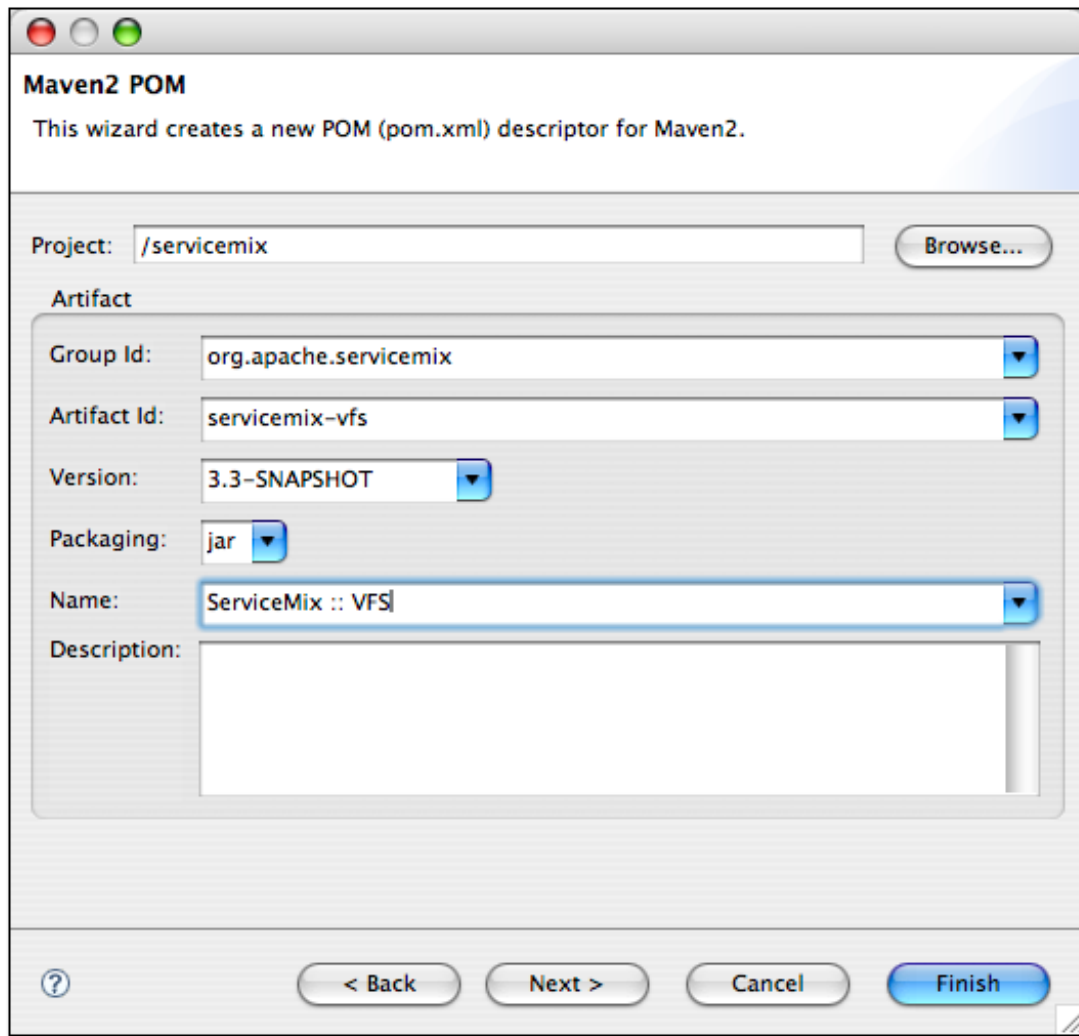 Maven2 POM
This wizard creates a new POM (pom.xml) descriptor for Maven2.
Project: /servicemix Browse...
Artifact
Group Id: org.apache.servicemix
Artifact Id: servicemix-vfs
Version: 3.3-SNAPSHOT
Packaging: jar
Name: ServiceMix :: VFS
Description:
? < Back Next > Cancel Finish